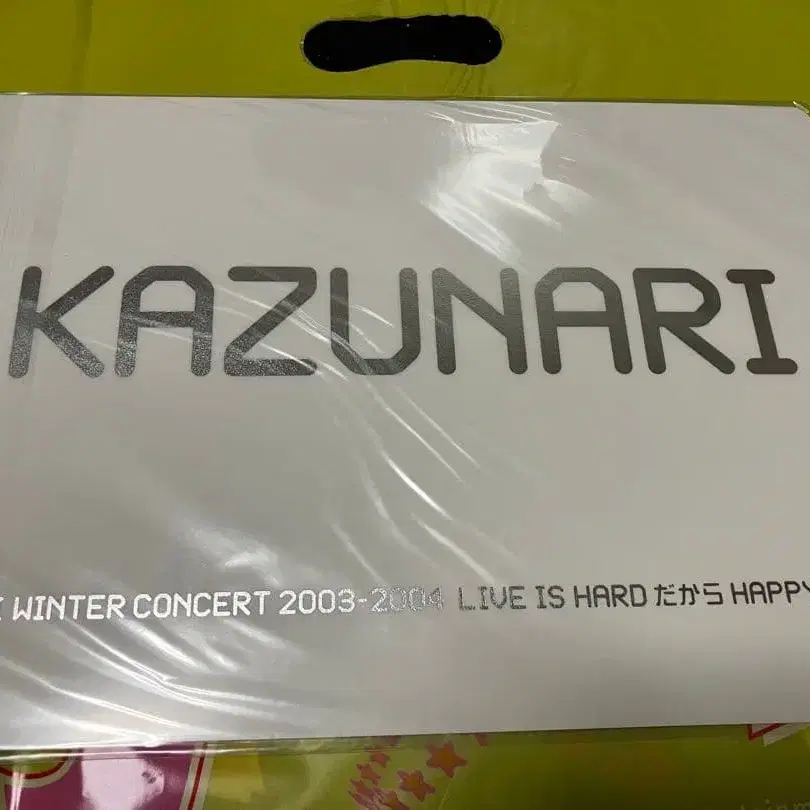 KAZUNARI
WINTER CONCERT 2003-2004 LIVE IS HARD だから HAPPY